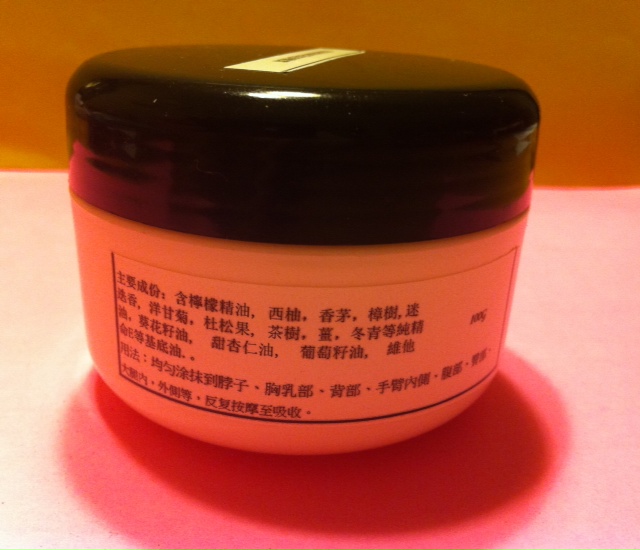 主要成份：含檸檬精油，西柚，香茅，樟樹,迷
迭香，洋甘菊，杜松果，茶樹，薑，冬青等純精
油，葵花籽油，甜杏仁油，葡萄籽油，維他
命E等基底油.。
100G
用法：均勻塗抹到脖子、胸乳部、背部、手臂內側、腹部、臀部、
大腿內，外側等，反复按摩至吸收。